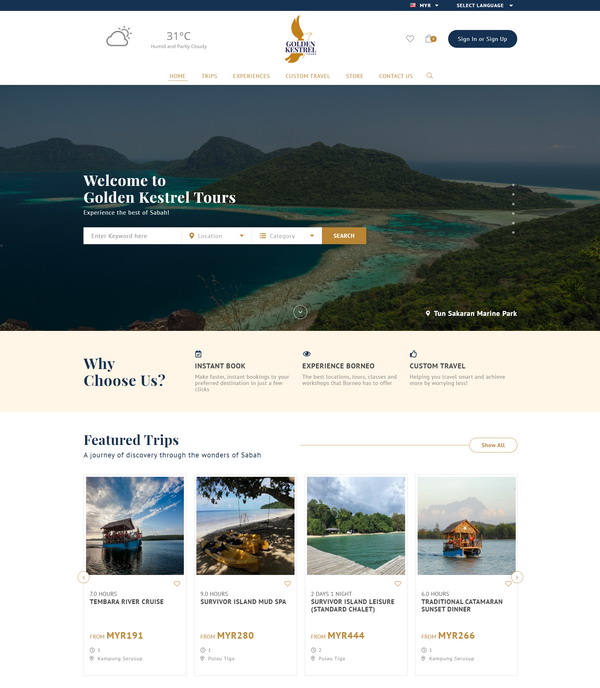 MYR
SELECT LANGUAGE
31°C
Humid and Partly Cloudy
GOLDEN
KESTREL
TOURS
0
Sign In or Sign Up
HOME
TRIPS
EXPERIENCES
CUSTOM TRAVEL
STORE
CONTACT US
Welcome to
Golden Kestrel Tours
Experience the best of Sabah!
Enter Keyword here
Location
Category
SEARCH
Tun Sakaran Marine Park
Why
Choose Us?
INSTANT BOOK
Make faster, instant bookings to your
preferred destination in just a few
clicks
EXPERIENCE BORNEO
The best locations, tours, classes and
workshops that Borneo has to offer
CUSTOM TRAVEL
Helping you travel smart and achieve
more by worrying less!
Featured Trips
A journey of discovery through the wonders of Sabah
Show All
7.0 HOURS
TEMBARA RIVER CRUISE
FROM MYR191
1
Kampung Serusup
9.0 HOURS
SURVIVOR ISLAND MUD SPA
FROM MYR280
1
Pulau Tiga
2 DAYS 1 NIGHT
SURVIVOR ISLAND LEISURE
(STANDARD CHALET)
FROM MYR444
2
Pulau Tiga
6.0 HOURS
TRADITIONAL CATAMARAN
SUNSET DINNER
FROM MYR266
1
Kampung Serusup